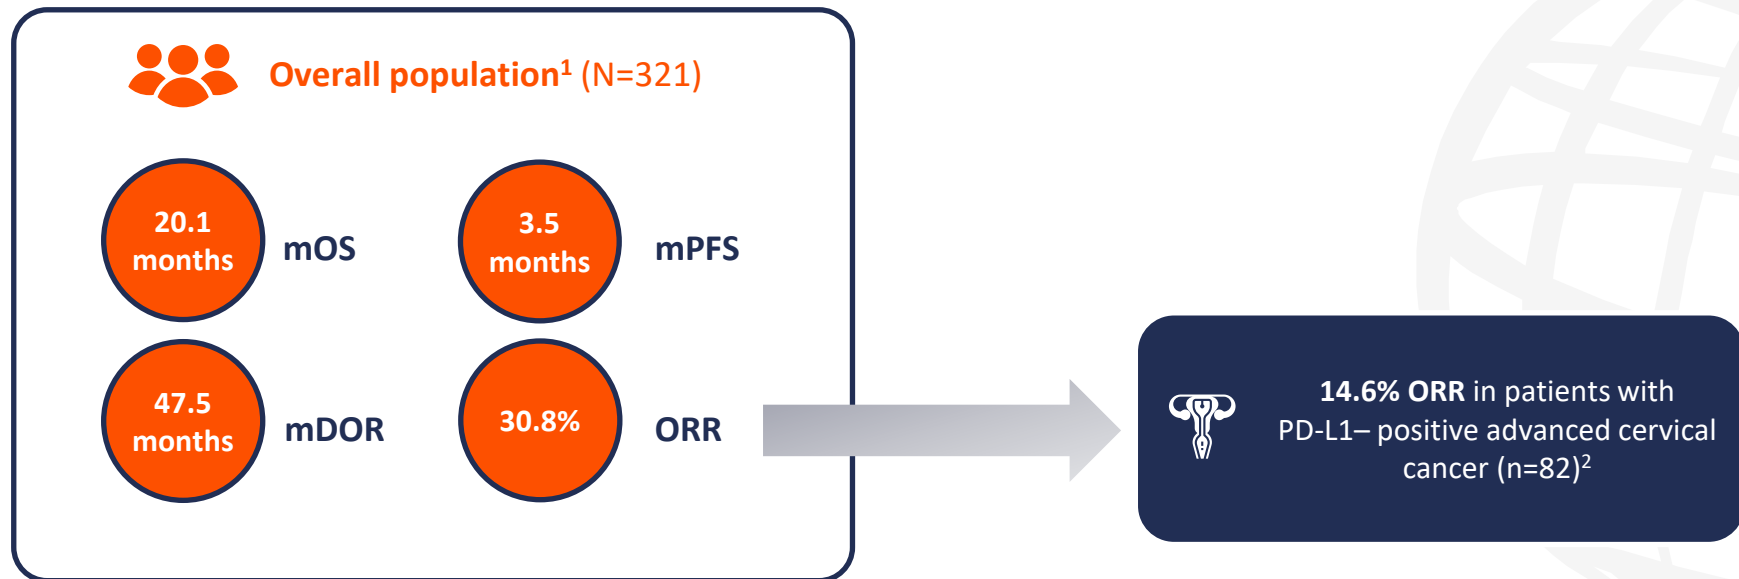 Overall population¹ (N=321)
20.1
months
mOS
3.5
months
mPFS
47.5
months
mDOR
30.8%
ORR
14.6% ORR in patients with
PD-L1– positive advanced cervical
cancer (n=82)²